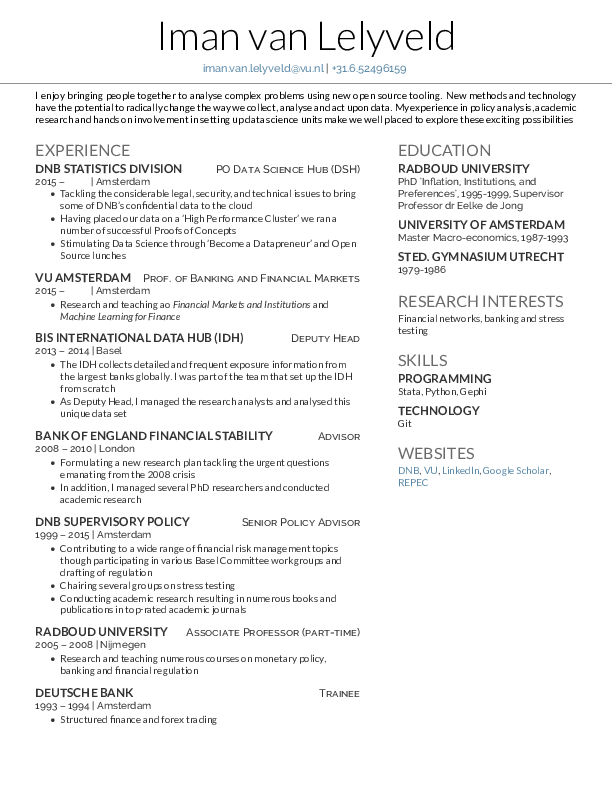 Iman van Lelyveld
iman.van.lelyveld@vu.nl | +31.6.52496159
I enjoy bringing people together to analyse complex problems using new open source tooling. New methods and technology
have the potential to radically change the way we collect, analyse and act upon data. My experience in policy analysis, academic
research and hands on involvement in setting up data science units make we well placed to explore these exciting possibilities
EXPERIENCE
DNB STATISTICS DIVISION PO Data Science Hub (DSH)
2015 – | Amsterdam
• Tackling the considerable legal, security, and technical issues to bring
some of DNB's confidential data to the cloud
• Having placed our data on a 'High Performance Cluster' we ran a
number of successful Proofs of Concepts
• Stimulating Data Science through 'Become a Datapreneur' and Open
Source lunches
VU AMSTERDAM Prof. of Banking and Financial Markets
2015 – | Amsterdam
• Research and teaching ao Financial Markets and Institutions and
Machine Learning for Finance
BIS INTERNATIONAL DATA HUB (IDH) Deputy Head
2013 – 2014 | Basel
• The IDH collects detailed and frequent exposure information from
the largest banks globally. I was part of the team that set up the IDH
from scratch
• As Deputy Head, I managed the research analysts and analysed this
unique data set
BANK OF ENGLAND FINANCIAL STABILITY Advisor
2008 – 2010 | London
• Formulating a new research plan tackling the urgent questions
emanating from the 2008 crisis
• In addition, I managed several PhD researchers and conducted
academic research
DNB SUPERVISORY POLICY Senior Policy Advisor
1999 – 2015 | Amsterdam
• Contributing to a wide range of financial risk management topics
though participating in various Basel Committee workgroups and
drafting of regulation
• Chairing several groups on stress testing
• Conducting academic research resulting in numerous books and
publications in top-rated academic journals
RADBOUD UNIVERSITY Associate Professor (part-time)
2005 – 2008 | Nijmegen
• Research and teaching numerous courses on monetary policy,
banking and financial regulation
DEUTSCHE BANK Trainee
1993 – 1994 | Amsterdam
• Structured finance and forex trading
EDUCATION
RADBOUD UNIVERSITY
PhD 'Inflation, Institutions, and
Preferences', 1995-1999, Supervisor
Professor dr Eelke de Jong
UNIVERSITY OF AMSTERDAM
Master Macro-economics, 1987-1993
STED. GYMNASIUM UTRECHT
1979-1986
RESEARCH INTERESTS
Financial networks, banking and stress
testing
SKILLS
PROGRAMMING
Stata, Python, Gephi
TECHNOLOGY
Git
WEBSITES
DNB, VU, LinkedIn, Google Scholar,
REPEC